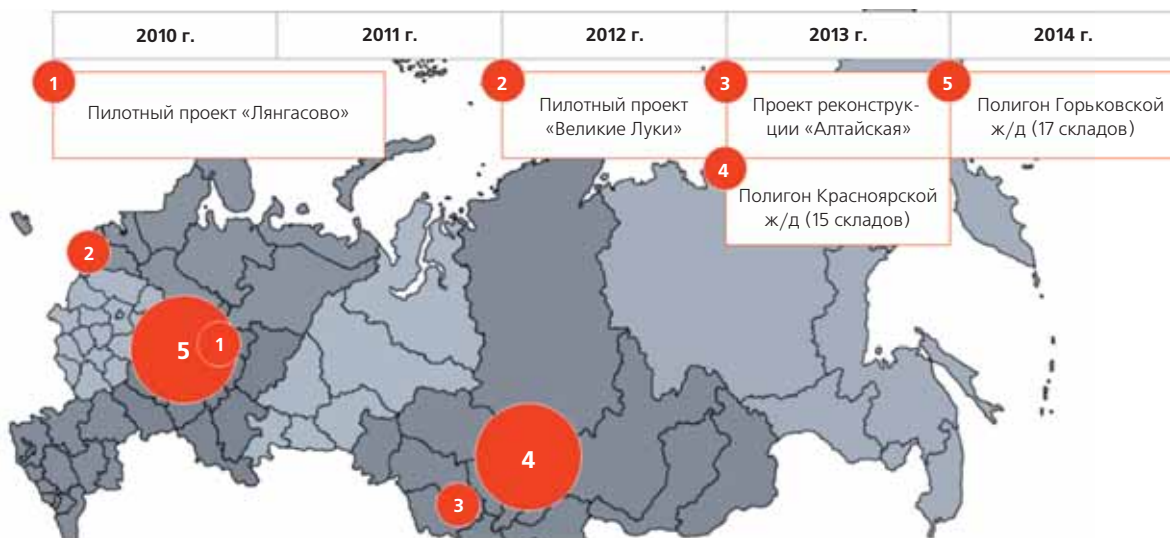 2010 г. 2011 г. 2012 г. 2013 г. 2014 г.
1
Пилотный проект «Лянгасово»
2
Пилотный проект
«Великие Луки»
3
Проект реконструк-
ции «Алтайская»
5
Полигон Горьковской
ж/д (17 складов)
4
Полигон Красноярской
ж/д (15 складов)
2
5
1
4
3